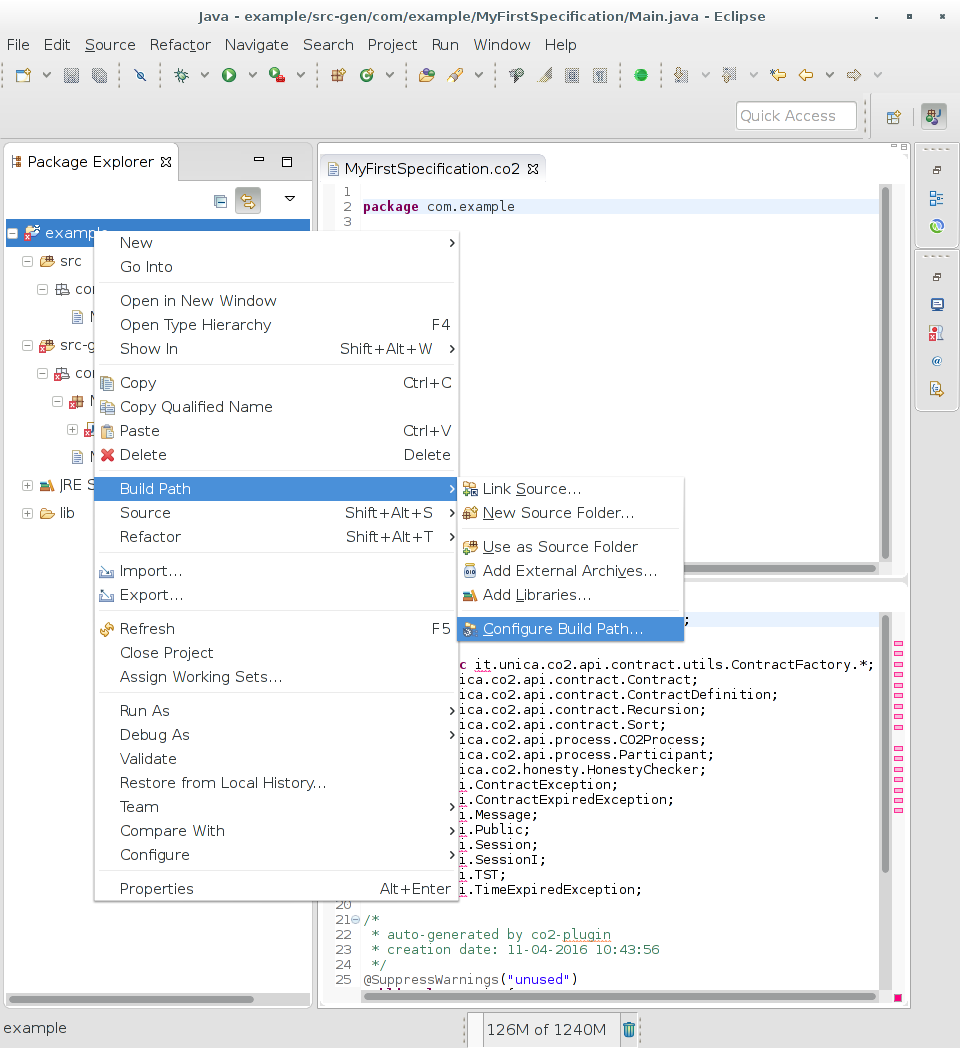 Java - example/src-gen/com/example/MyFirstSpecification/Main.java - Eclipse
File Edit Source Refactor Navigate Search Project Run Window Help
Quick Access
Package Explorer
MyFirstSpecification.co2
1
2 package com.example
3
example
src
src-g
JRE S
lib
New
Go Into
Open in New Window
Open Type Hierarchy F4
Show In Shift+Alt+W
Copy Ctrl+C
Copy Qualified Name
Paste Ctrl+V
Delete Delete
Build Path
Source Shift+Alt+S
Refactor Shift+Alt+T
Import...
Export...
Refresh F5
Close Project
Assign Working Sets...
Run As
Debug As
Validate
Restore from Local History...
Team
Compare With
Configure
Properties Alt+Enter
Link Source...
New Source Folder...
Use as Source Folder
Add External Archives...
Add Libraries...
Configure Build Path...
;
c it.unica.co2.api.contract.utils.ContractFactory.*;
ica.co2.api.contract.Contract;
ica.co2.api.contract.ContractDefinition;
ica.co2.api.contract.Recursion;
ica.co2.api.contract.Sort;
ica.co2.api.process.CO2Process;
ica.co2.api.process.Participant;
ica.co2.honesty.HonestyChecker;
i.ContractException;
i.ContractExpiredException;
i.Message;
i.Public;
i.Session;
i.SessionI;
i.TST;
i.TimeExpiredException;
20
21 /*
22 * auto-generated by co2-plugin
23 * creation date: 11-04-2016 10:43:56
24 */
25 @SuppressWarnings("unused")
example
126M of 1240M